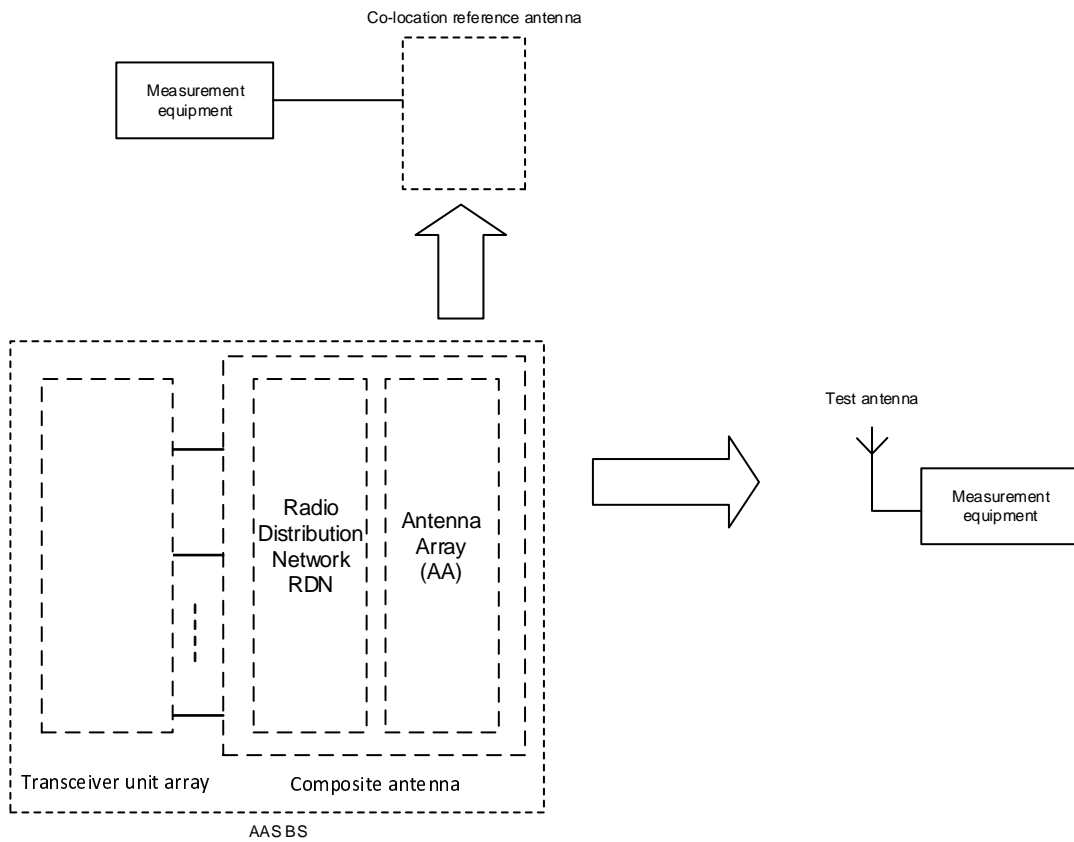 Co-location reference antenna
Measurement
equipment
Test antenna
Measurement
equipment
Radio
Distribution
Network
RDN
Antenna
Array
(AA)
Transceiver unit array
Composite antenna
AAS BS